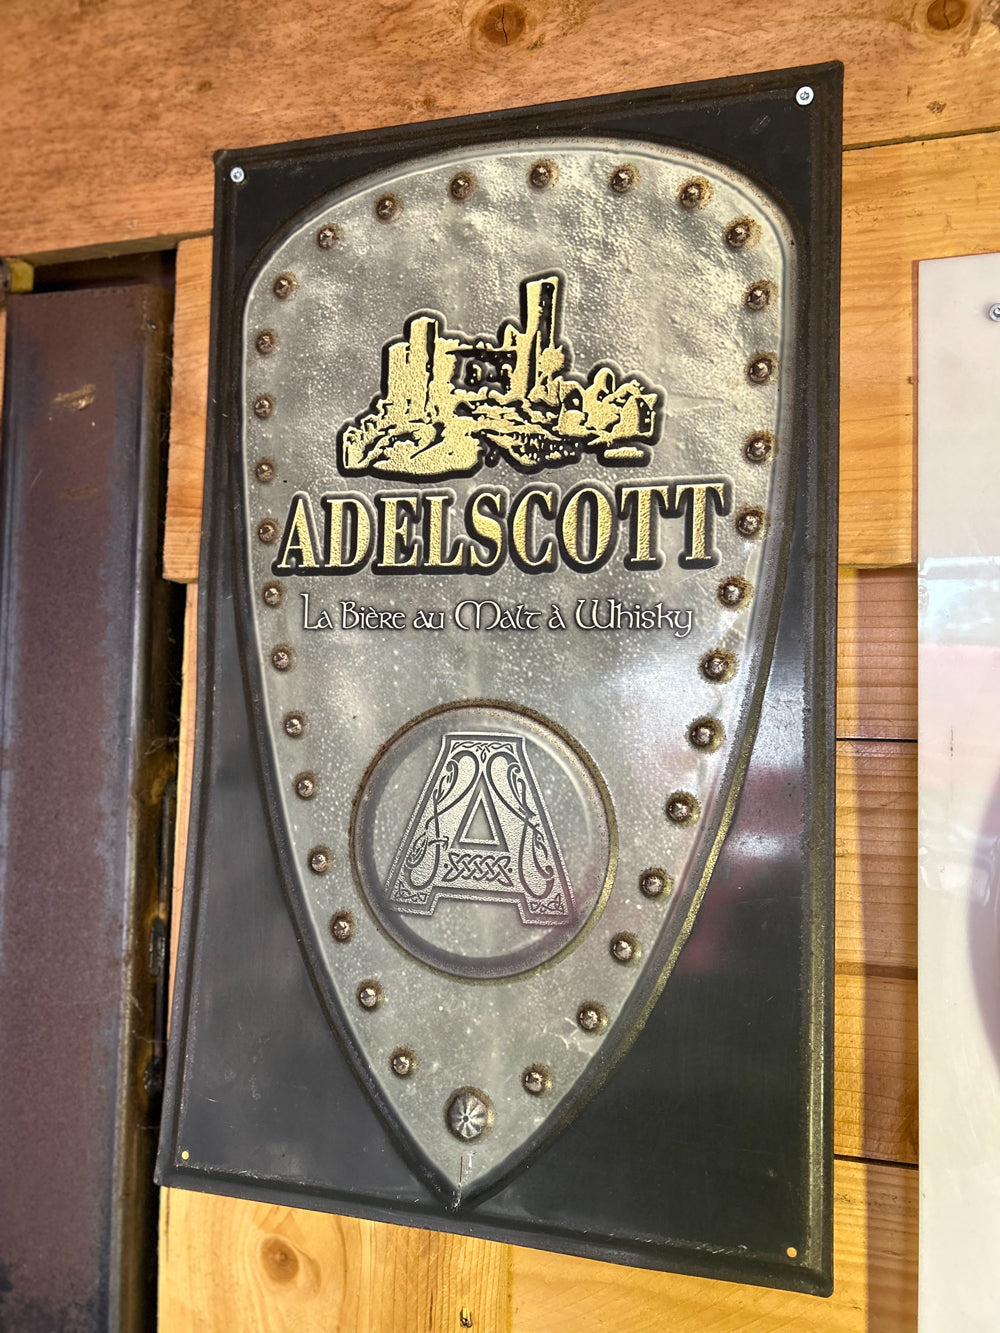 ADELSCOTT
La Bière au Malt à Whisky
A